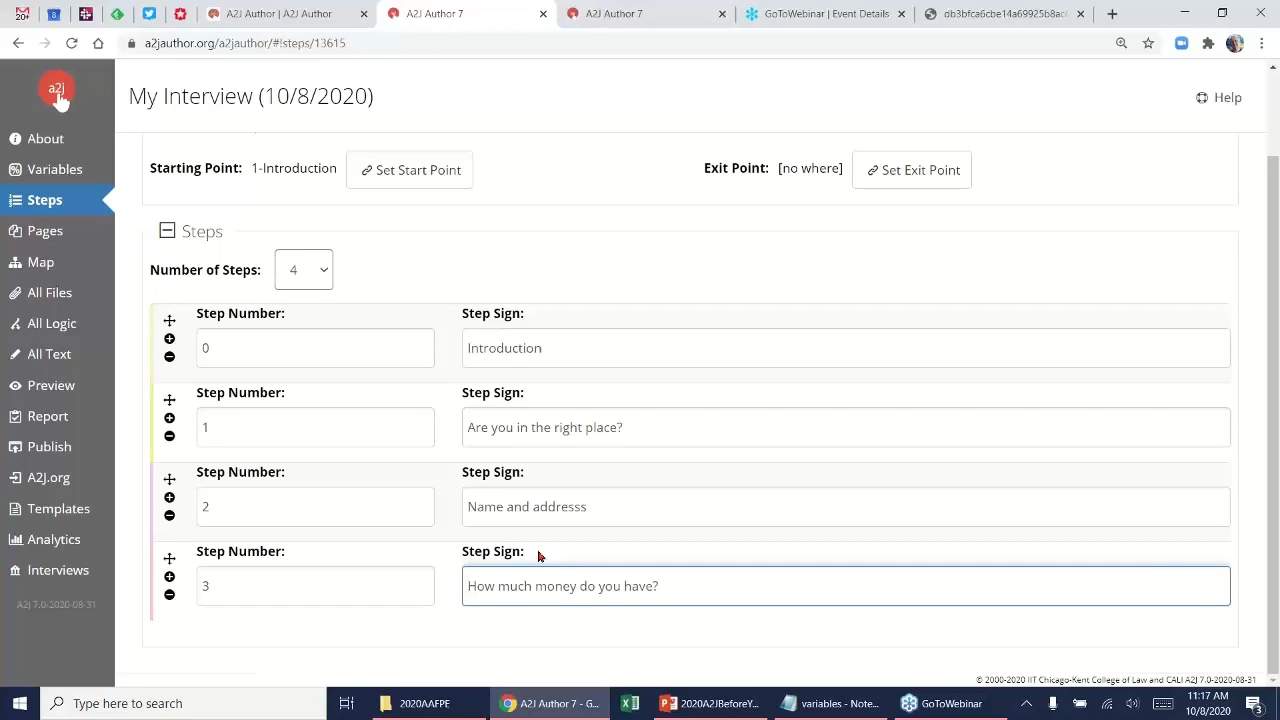 A2J Author 7
A2J Author 7
A2J Author 7
GoToWebinar | Event Details
db3bfca6cbe14a69925b8a
a2jauthor.org/a2jauthor/#!steps/13615
a2j
My Interview (10/8/2020)
Help
About
Variables
Steps
Pages
Map
All Files
All Logic
All Text
Preview
Report
Publish
A2J.org
Templates
Analytics
Interviews
A2J 7.0-2020-08-31
Starting Point: 1-Introduction
Set Start Point
Exit Point: [no where]
Set Exit Point
Steps
Number of Steps: 4
Step Number: Step Sign:
0 Introduction
Step Number: Step Sign:
1 Are you in the right place?
Step Number: Step Sign:
2 Name and addresss
Step Number: Step Sign:
3 How much money do you have?
© 2000-2020 IIT Chicago-Kent College of Law and CALI A2J 7.0-2020-08-31
Type here to search
2020AAFPE
A2J Author 7 - G...
2020A2JBeforeY...
variables - Note...
GoToWebinar
11:17 AM
10/8/2020
3